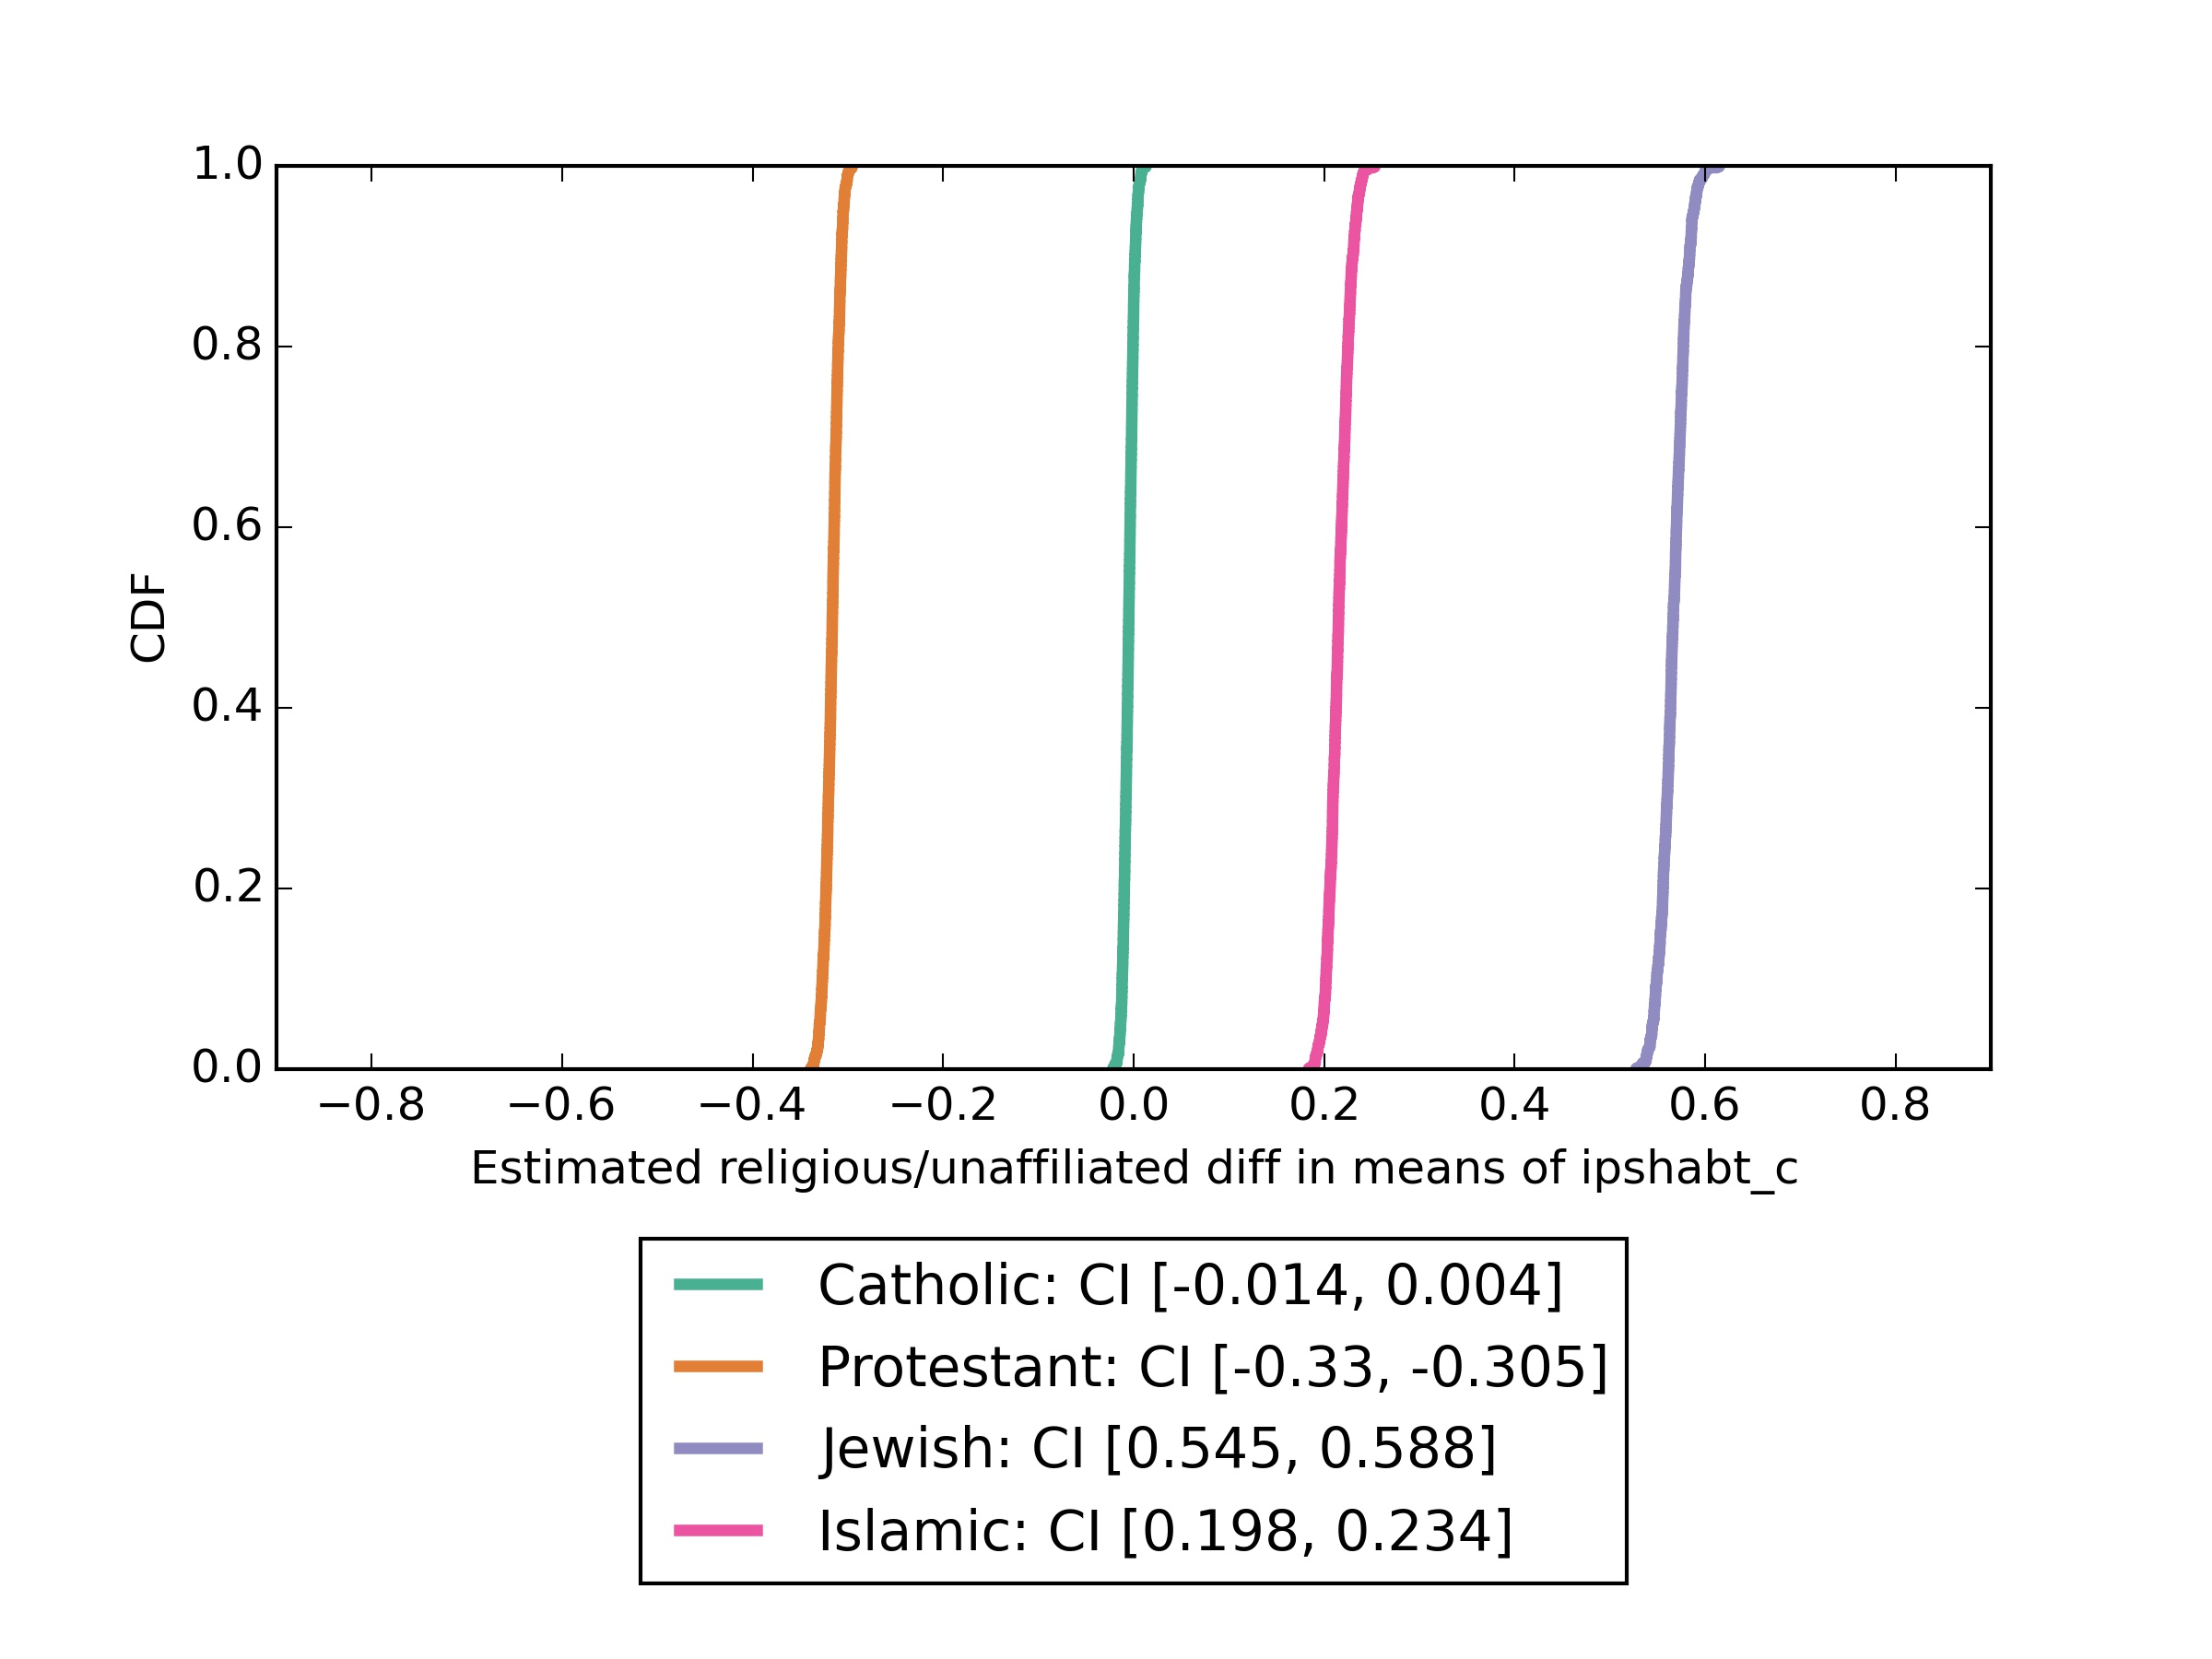 1.0
0.8
0.6
0.4
0.2
0.0
CDF
−0.8 −0.6 −0.4 −0.2 0.0 0.2 0.4 0.6 0.8
Estimated religious/unaffiliated diff in means of ipshabt_c
Catholic: CI [-0.014, 0.004]
Protestant: CI [-0.33, -0.305]
Jewish: CI [0.545, 0.588]
Islamic: CI [0.198, 0.234]